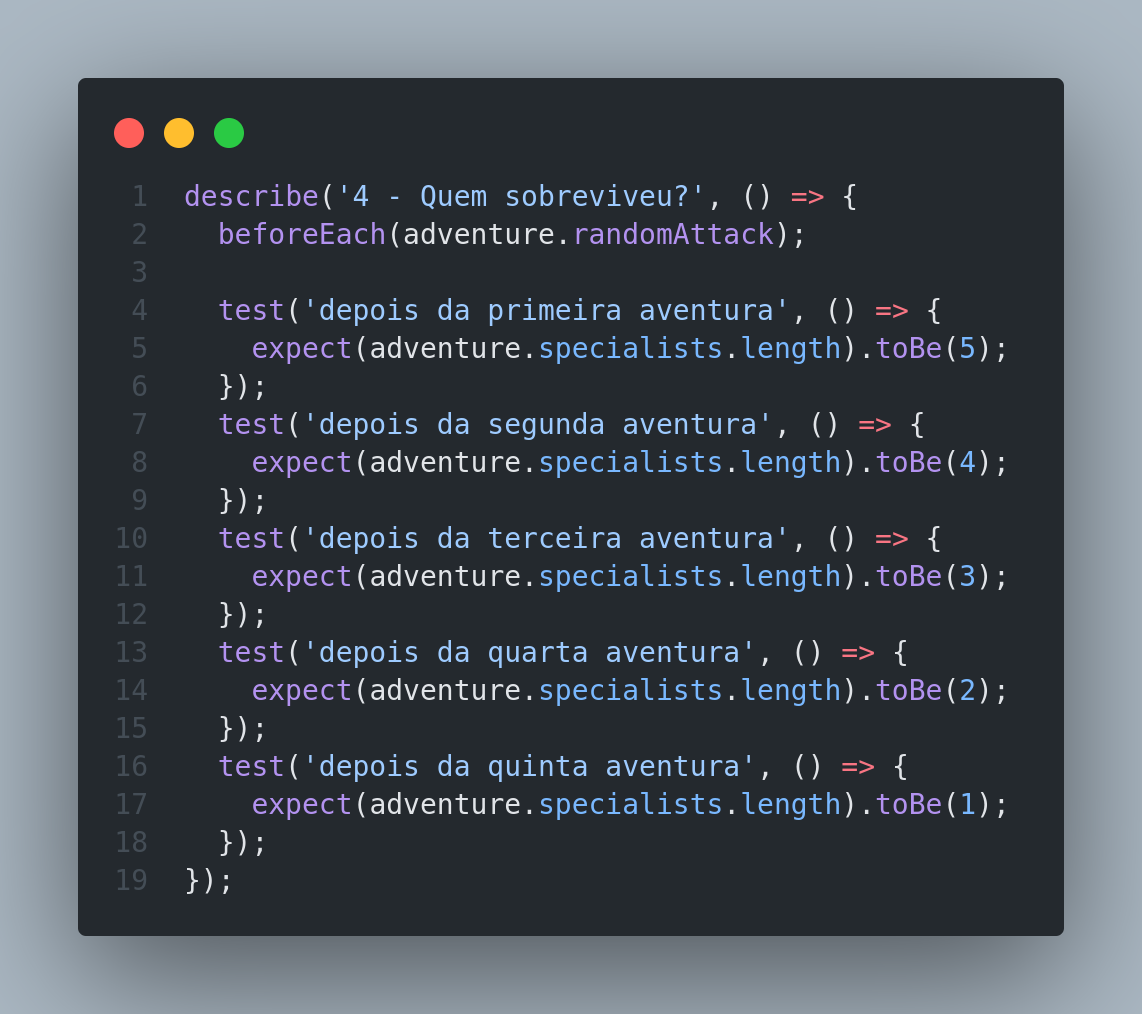 1 describe('4 - Quem sobreviveu?', () => {
2   beforeEach(adventure.randomAttack);
3
4   test('depois da primeira aventura', () => {
5     expect(adventure.specialists.length).toBe(5);
6   });
7   test('depois da segunda aventura', () => {
8     expect(adventure.specialists.length).toBe(4);
9   });
10   test('depois da terceira aventura', () => {
11     expect(adventure.specialists.length).toBe(3);
12   });
13   test('depois da quarta aventura', () => {
14     expect(adventure.specialists.length).toBe(2);
15   });
16   test('depois da quinta aventura', () => {
17     expect(adventure.specialists.length).toBe(1);
18   });
19 });